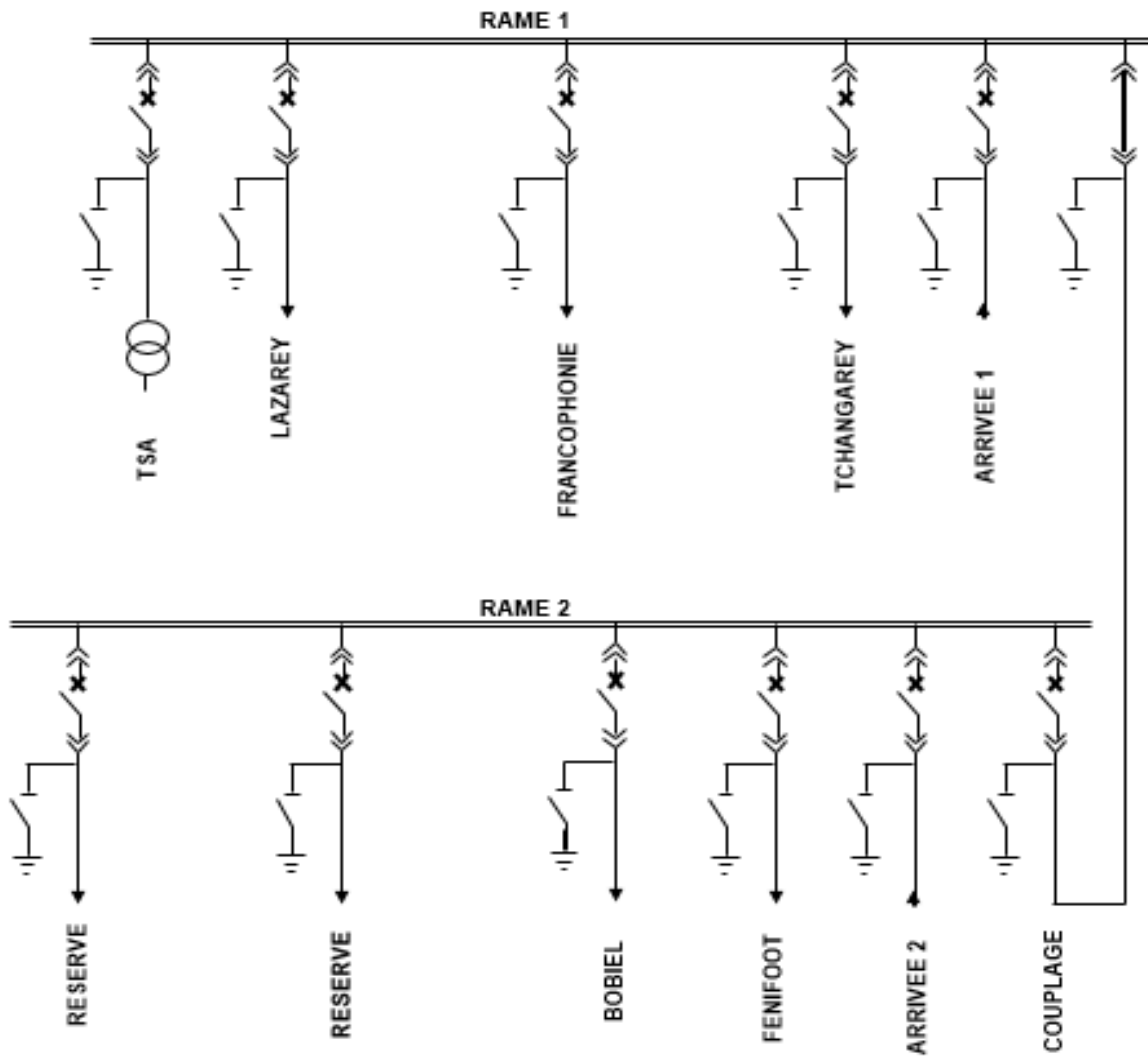 RAME 1
TSA
LAZAREY
FRANCOPHONIE
TCHANGAREY
ARRIVEE 1
RAME 2
RESERVE
RESERVE
BOBIEL
FENIFOOT
ARRIVEE 2
COUPLAGE